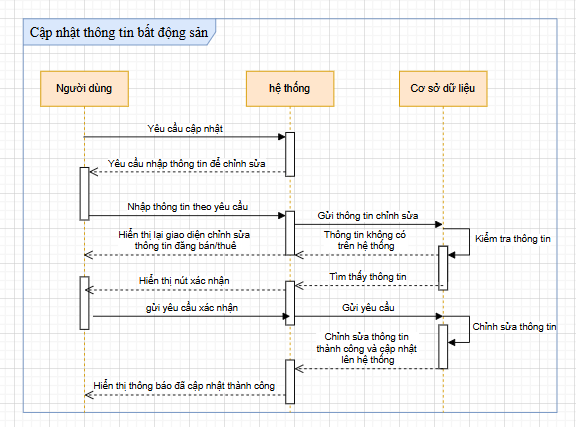 Cập nhật thông tin bất động sản
Người dùng
hệ thống
Cơ sở dữ liệu
Yêu cầu cập nhật
Yêu cầu nhập thông tin để chỉnh sửa
Nhập thông tin theo yêu cầu
Gửi thông tin chỉnh sửa
Kiểm tra thông tin
Thông tin không có
trên hệ thống
Hiển thị lại giao diện chỉnh sửa
thông tin đăng bán/thuê
Tìm thấy thông tin
Hiển thị nút xác nhận
gửi yêu cầu xác nhận
Gửi yêu cầu
Chỉnh sửa thông tin
Chỉnh sửa thông tin
thành công và cập nhật
lên hệ thống
Hiển thị thông báo đã cập nhật thành công